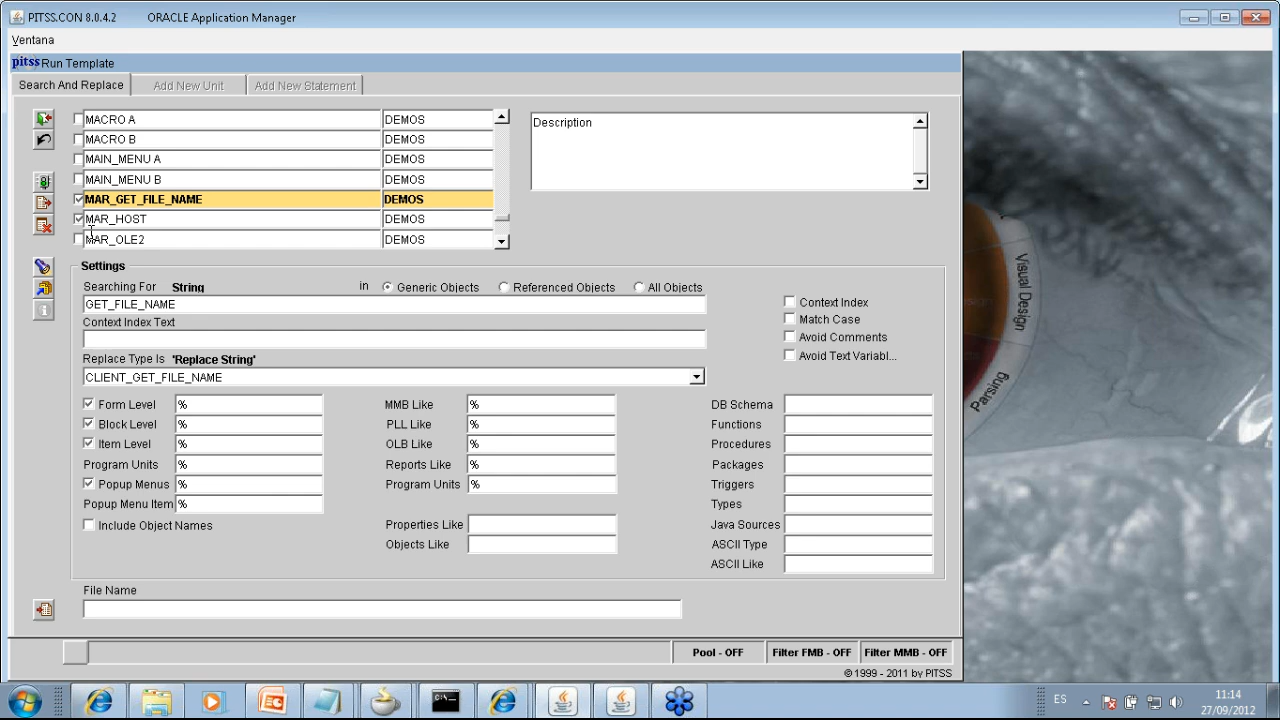 PITSS.CON 8.0.4.2 ORACLE Application Manager
Ventana
pitss Run Template
Search And Replace Add New Unit Add New Statement
MACRO A DEMOS
MACRO B DEMOS
MAIN_MENU A DEMOS
MAIN_MENU B DEMOS
MAR_GET_FILE_NAME DEMOS
MAR_HOST DEMOS
MAR_OLE2 DEMOS
Description
Settings
Searching For String in Generic Objects Referenced Objects All Objects
GET_FILE_NAME
Context Index Text
Replace Type Is 'Replace String'
CLIENT_GET_FILE_NAME
Context Index
Match Case
Avoid Comments
Avoid Text Variabl...
Form Level %
Block Level %
Item Level %
Program Units %
Popup Menus %
Popup Menu Item %
Include Object Names
MMB Like %
PLL Like %
OLB Like %
Reports Like %
Program Units %
Properties Like
Objects Like
DB Schema
Functions
Procedures
Packages
Triggers
Types
Java Sources
ASCII Type
ASCII Like
File Name
Pool - OFF Filter FMB - OFF Filter MMB - OFF
© 1999 - 2011 by PITSS
Visual Design
Parsing
ES 11:14
27/09/2012